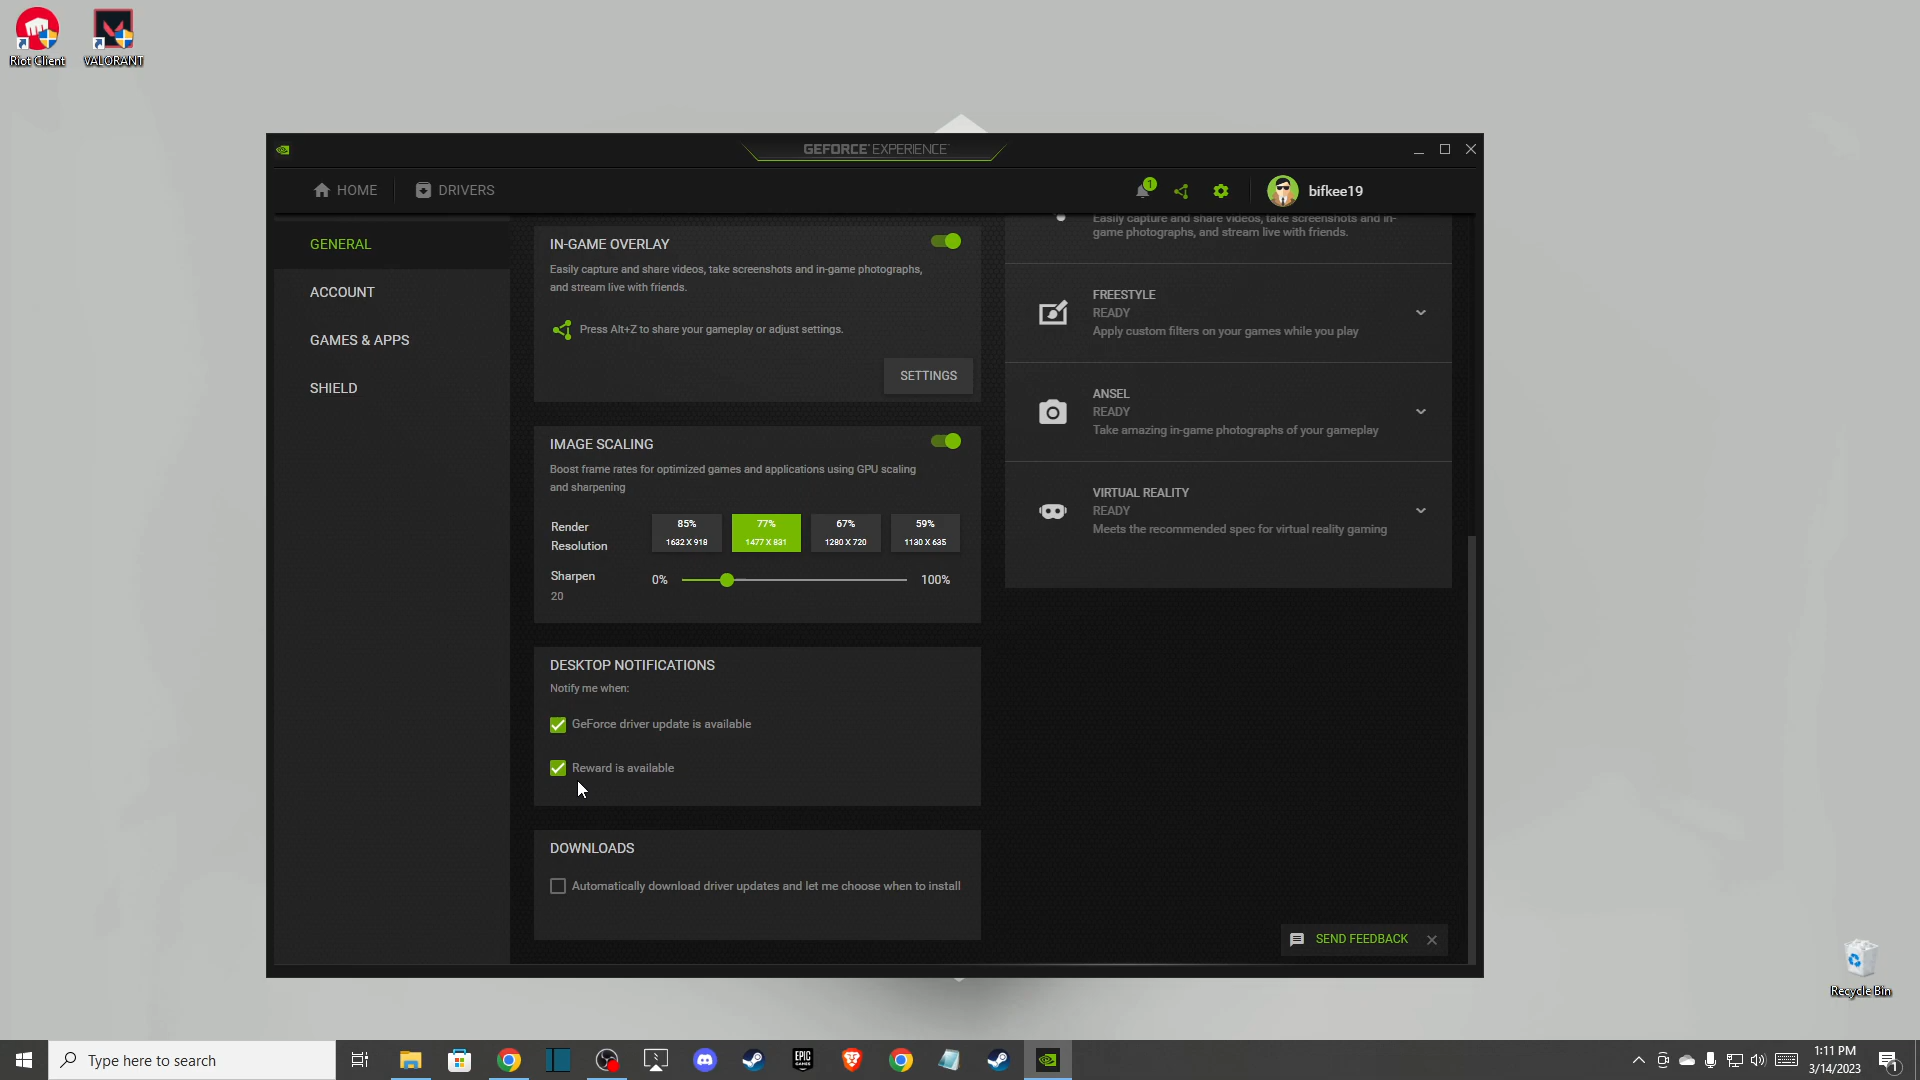 Riot Client
VALORANT
GEFORCE EXPERIENCE
HOME
DRIVERS
1
bifkee19
GENERAL
ACCOUNT
GAMES & APPS
SHIELD
IN-GAME OVERLAY
Easily capture and share videos, take screenshots and in-game photographs,
and stream live with friends.
Press Alt+Z to share your gameplay or adjust settings.
SETTINGS
IMAGE SCALING
Boost frame rates for optimized games and applications using GPU scaling
and sharpening
Render
Resolution
85%
1632 X 918
77%
1477 X 831
67%
1280 X 720
59%
1130 X 635
Sharpen
20
0%
100%
DESKTOP NOTIFICATIONS
Notify me when:
GeForce driver update is available
Reward is available
DOWNLOADS
Automatically download driver updates and let me choose when to install
Easily capture and share videos, take screenshots and in-
game photographs, and stream live with friends.
FREESTYLE
READY
Apply custom filters on your games while you play
ANSEL
READY
Take amazing in-game photographs of your gameplay
VIRTUAL REALITY
READY
Meets the recommended spec for virtual reality gaming
SEND FEEDBACK
Recycle Bin
Type here to search
EPIC
GAMES
1:11 PM
3/14/2023
1